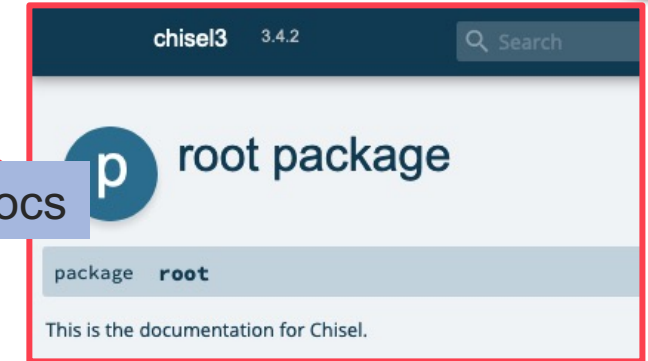 chisel3 3.4.2 Search
p root package
ocs
package root
This is the documentation for Chisel.